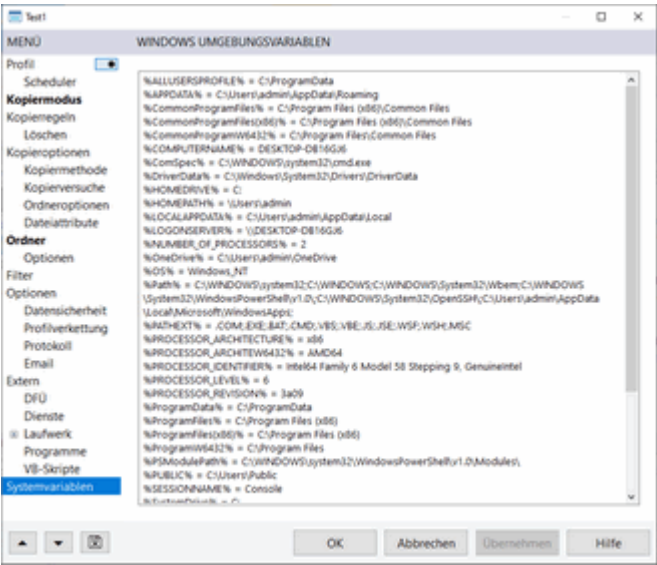 Test1
MENÜ
WINDOWS UMGEBUNGSVARIABLEN
Profil
Scheduler
Kopiermodus
Kopierregeln
Löschen
Kopieroptionen
Kopiermethode
Kopierversuche
Ordneroptionen
Dateiattribute
Ordner
Optionen
Filter
Optionen
Datensicherheit
Profilverkettung
Protokoll
Email
Extern
DFÜ
Dienste
Laufwerk
Programme
VB-Skripte
Systemvariablen
%ALLUSERSPROFILE% = C:\ProgramData
%APPDATA% = C:\Users\admin\AppData\Roaming
%CommonProgramFiles% = C:\Program Files (x86)\Common Files
%CommonProgramFiles(x86)% = C:\Program Files (x86)\Common Files
%CommonProgramW6432% = C:\Program Files\Common Files
%COMPUTERNAME% = DESKTOP-DB16GJ6
%ComSpec% = C:\WINDOWS\system32\cmd.exe
%DriverData% = C:\Windows\System32\Drivers\DriverData
%HOMEDRIVE% = C:
%HOMEPATH% = \Users\admin
%LOCALAPPDATA% = C:\Users\admin\AppData\Local
%LOGONSERVER% = \\DESKTOP-DB16GJ6
%NUMBER_OF_PROCESSORS% = 2
%OneDrive% = C:\Users\admin\OneDrive
%OS% = Windows_NT
%Path% = C:\WINDOWS\system32;C:\WINDOWS;C:\WINDOWS\System32\Wbem;C:\WINDOWS
\System32\WindowsPowerShell\v1.0\;C:\WINDOWS\System32\OpenSSH\;C:\Users\admin\AppData
\Local\Microsoft\WindowsApps;
%PATHEXT% = .COM;.EXE;.BAT;.CMD;.VBS;.VBE;.JS;.JSE;.WSF;.WSH;.MSC
%PROCESSOR_ARCHITECTURE% = x86
%PROCESSOR_ARCHITEW6432% = AMD64
%PROCESSOR_IDENTIFIER% = Intel64 Family 6 Model 58 Stepping 9, GenuineIntel
%PROCESSOR_LEVEL% = 6
%PROCESSOR_REVISION% = 3a09
%ProgramData% = C:\ProgramData
%ProgramFiles% = C:\Program Files (x86)
%ProgramFiles(x86)% = C:\Program Files (x86)
%ProgramW6432% = C:\Program Files
%PSModulePath% = C:\WINDOWS\system32\WindowsPowerShell\v1.0\Modules\
%PUBLIC% = C:\Users\Public
%SESSIONNAME% = Console
%SystemDrive% = C:
OK
Abbrechen
Übernehmen
Hilfe